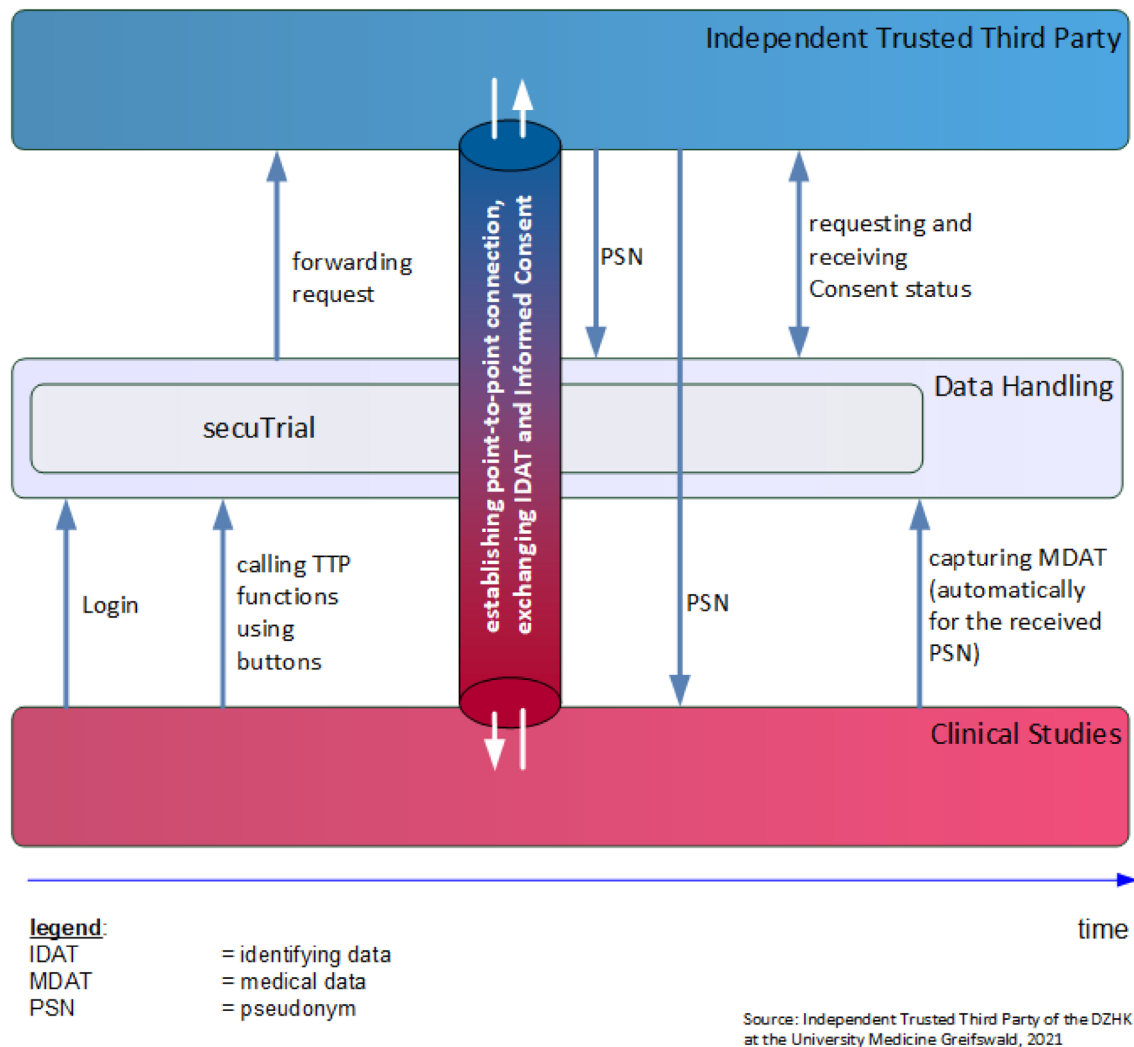 Independent Trusted Third Party
establishing point-to-point connection,
exchanging IDAT and Informed Consent
forwarding
request
PSN
requesting and
receiving
Consent status
Data Handling
secuTrial
Login
calling TTP
functions
using
buttons
PSN
capturing MDAT
(automatically
for the received
PSN)
Clinical Studies
time
legend:
IDAT = identifying data
MDAT = medical data
PSN = pseudonym
Source: Independent Trusted Third Party of the DZHK
at the University Medicine Greifswald, 2021